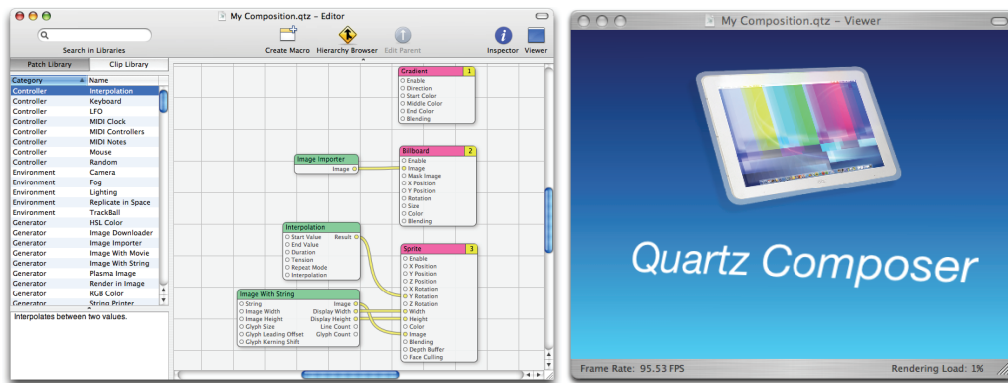 My Composition.qtz – Editor
Search in Libraries
Create Macro Hierarchy Browser Edit Parent Inspector Viewer
Patch Library Clip Library
Category Name
Controller Interpolation
Controller Keyboard
Controller LFO
Controller MIDI Clock
Controller MIDI Controllers
Controller MIDI Notes
Controller Mouse
Controller Random
Environment Camera
Environment Fog
Environment Lighting
Environment Replicate in Space
Environment TrackBall
Generator HSL Color
Generator Image Downloader
Generator Image Importer
Generator Image With Movie
Generator Image With String
Generator Plasma Image
Generator Render in Image
Generator RGB Color
Generator String Printer
Interpolates between two values.
Gradient 1
Enable
Direction
Start Color
Middle Color
End Color
Blending
Image Importer
Image
Billboard 2
Enable
Image
Mask Image
X Position
Y Position
Rotation
Size
Color
Blending
Interpolation
Start Value Result
End Value
Duration
Tension
Repeat Mode
Interpolation
Sprite 3
Enable
X Position
Y Position
Z Position
X Rotation
Y Rotation
Z Rotation
Width
Height
Color
Image
Blending
Depth Buffer
Face Culling
Image With String
String Image
Image Width Display Width
Image Height Display Height
Glyph Size Line Count
Glyph Leading Offset Glyph Count
Glyph Kerning Shift
My Composition.qtz – Viewer
Quartz Composer
Frame Rate: 95.53 FPS Rendering Load: 1%